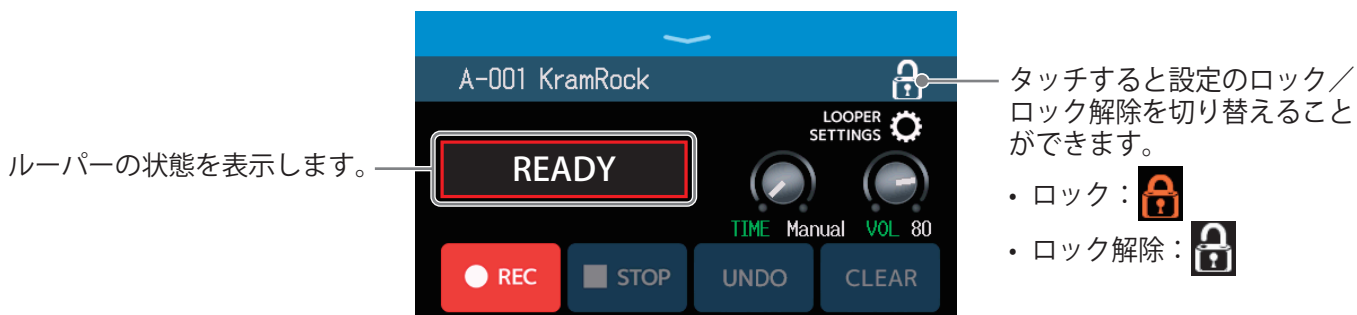 ルーパーの状態を表示します。
A-001 KramRock
LOOPER
SETTINGS
READY
TIME Manual VOL 80
REC STOP UNDO CLEAR
タッチすると設定のロック／
ロック解除を切り替えること
ができます。
• ロック：
• ロック解除：